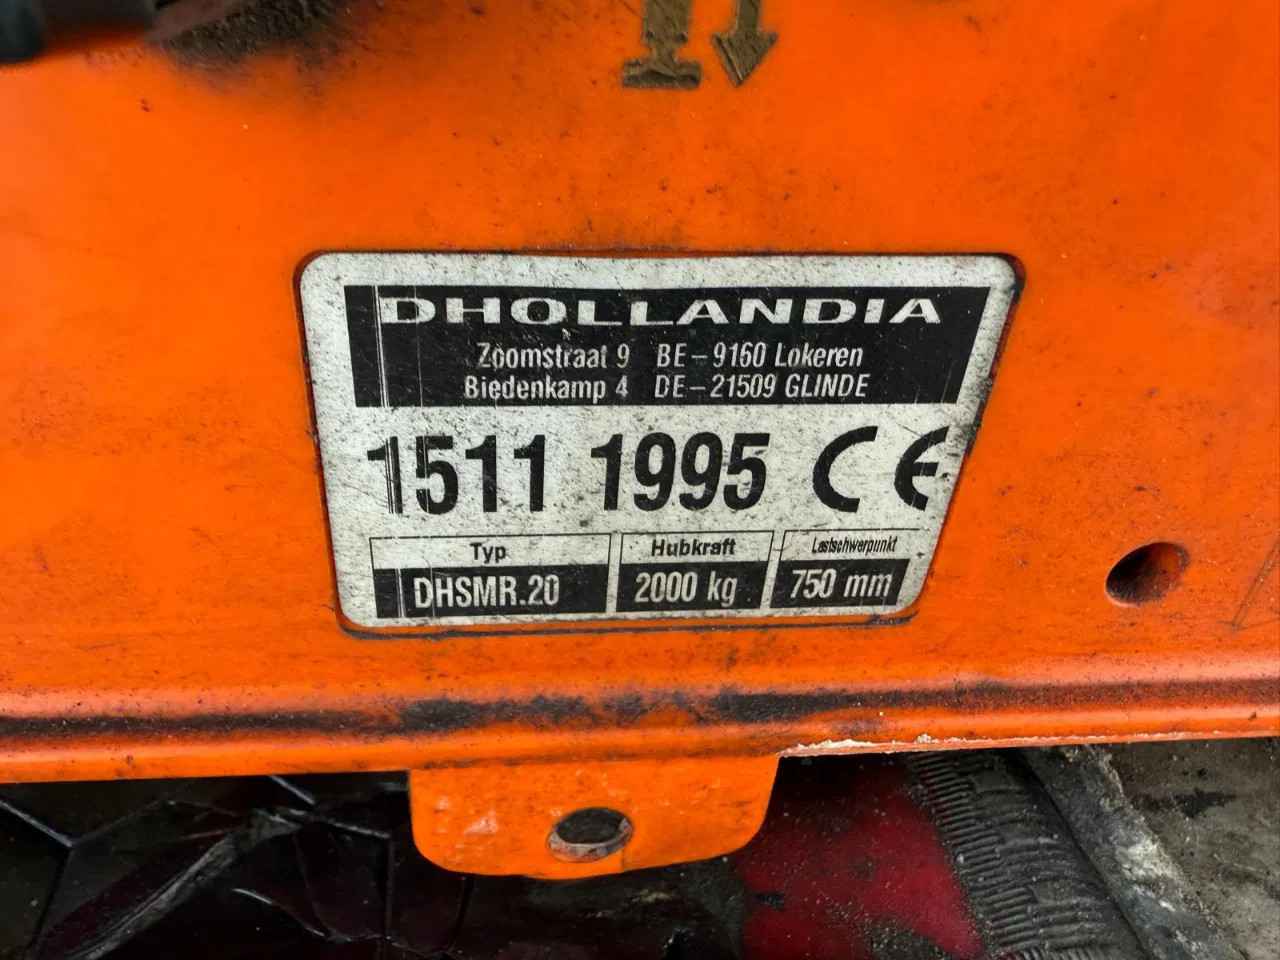 DHOLLANDIA
Zoomstraat 9 BE-9160 Lokeren
Biedenkamp 4 DE-21509 GLINDE
1511 1995 CE
Typ Hubkraft Lastschwerpunkt
DHSMR.20 2000 kg 750 mm